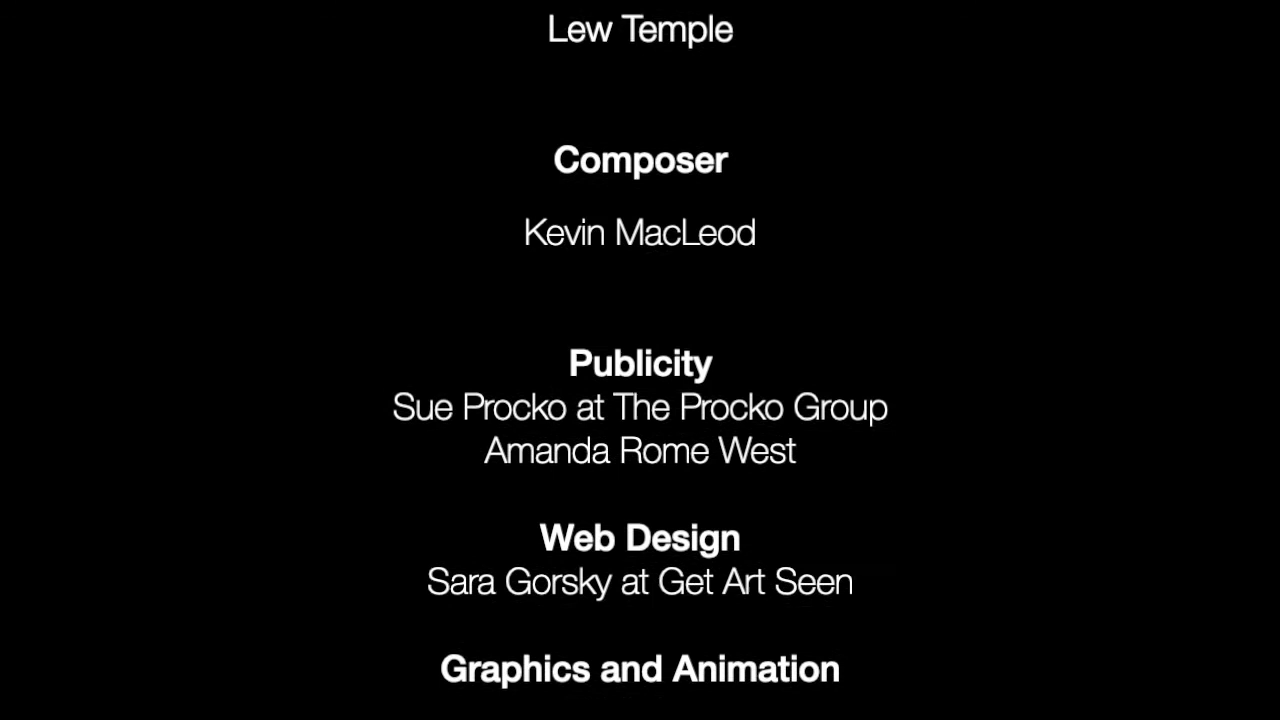 Lew Temple
Composer
Kevin MacLeod
Publicity
Sue Procko at The Procko Group
Amanda Rome West
Web Design
Sara Gorsky at Get Art Seen
Graphics and Animation